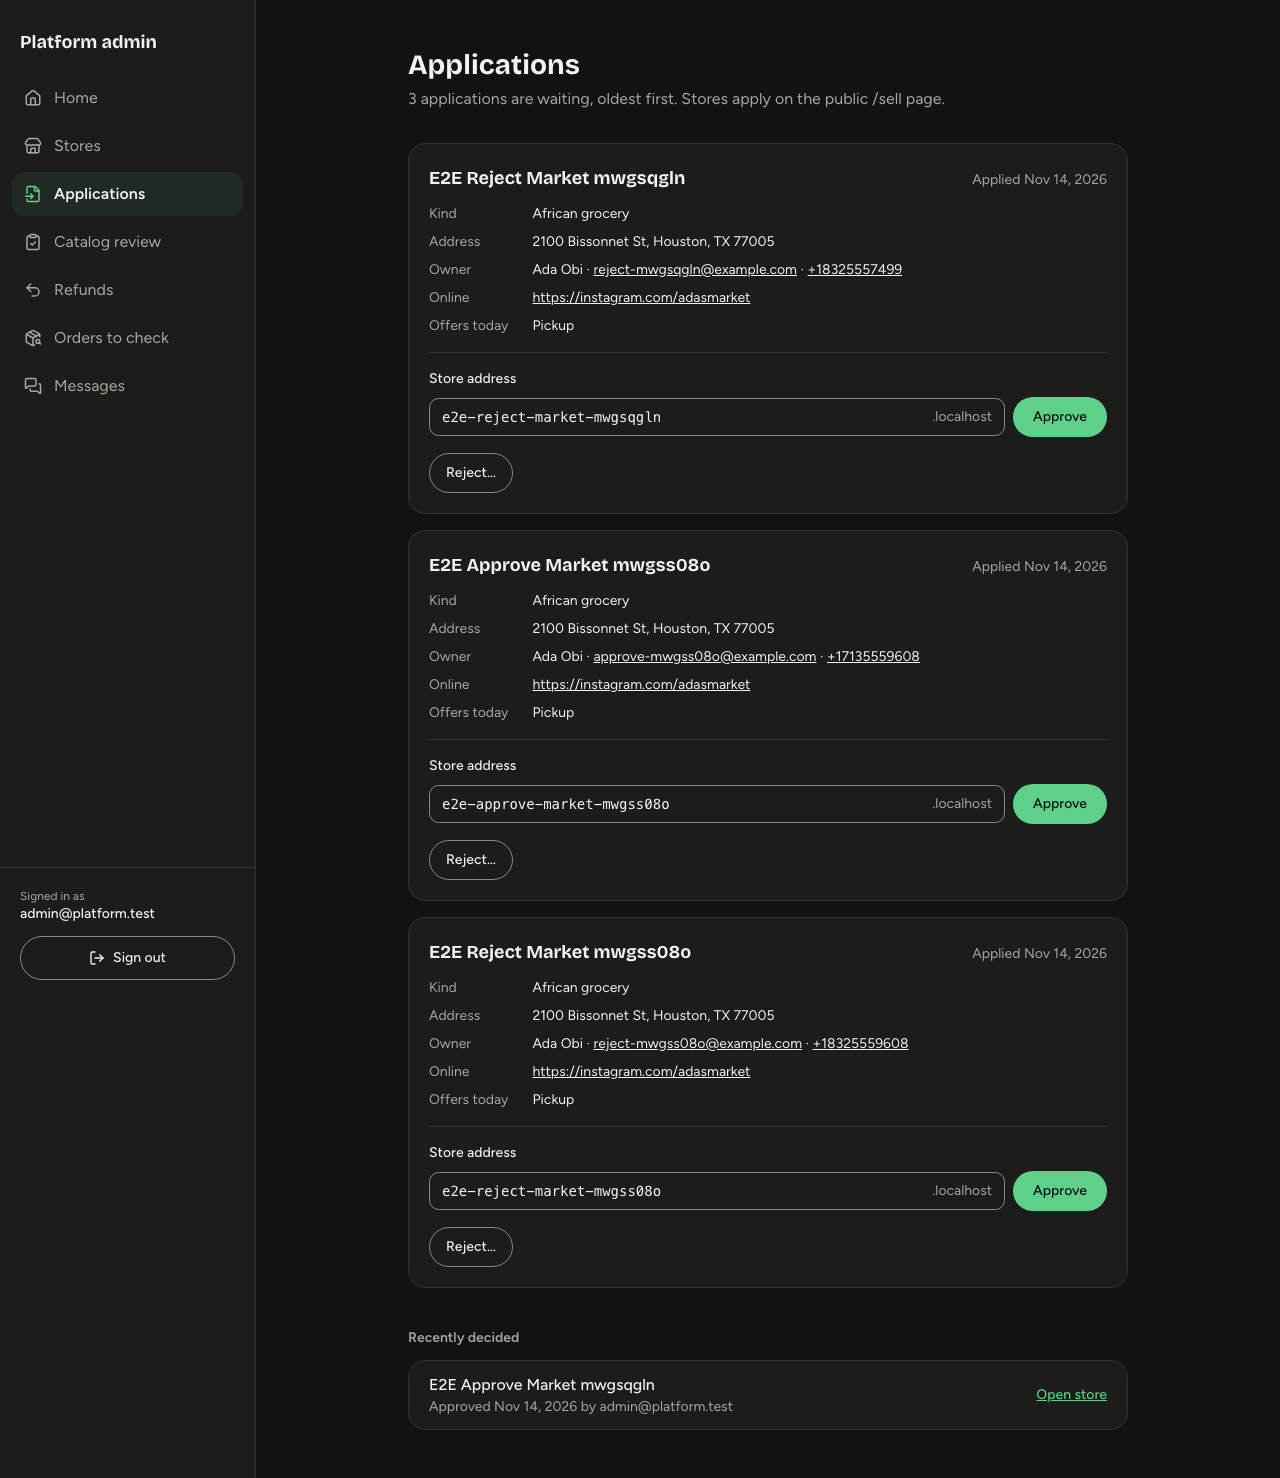 Platform admin
Home
Stores
Applications
Catalog review
Refunds
Orders to check
Messages
Signed in as
admin@platform.test
Sign out
Applications
3 applications are waiting, oldest first. Stores apply on the public /sell page.
E2E Reject Market mwgsqgln
Applied Nov 14, 2026
Kind African grocery
Address 2100 Bissonnet St, Houston, TX 77005
Owner Ada Obi · reject-mwgsqgln@example.com · +18325557499
Online https://instagram.com/adasmarket
Offers today Pickup
Store address
e2e-reject-market-mwgsqgln .localhost Approve
Reject...
E2E Approve Market mwgss08o
Applied Nov 14, 2026
Kind African grocery
Address 2100 Bissonnet St, Houston, TX 77005
Owner Ada Obi · approve-mwgss08o@example.com · +17135559608
Online https://instagram.com/adasmarket
Offers today Pickup
Store address
e2e-approve-market-mwgss08o .localhost Approve
Reject...
E2E Reject Market mwgss08o
Applied Nov 14, 2026
Kind African grocery
Address 2100 Bissonnet St, Houston, TX 77005
Owner Ada Obi · reject-mwgss08o@example.com · +18325559608
Online https://instagram.com/adasmarket
Offers today Pickup
Store address
e2e-reject-market-mwgss08o .localhost Approve
Reject...
Recently decided
E2E Approve Market mwgsqgln
Approved Nov 14, 2026 by admin@platform.test
Open store